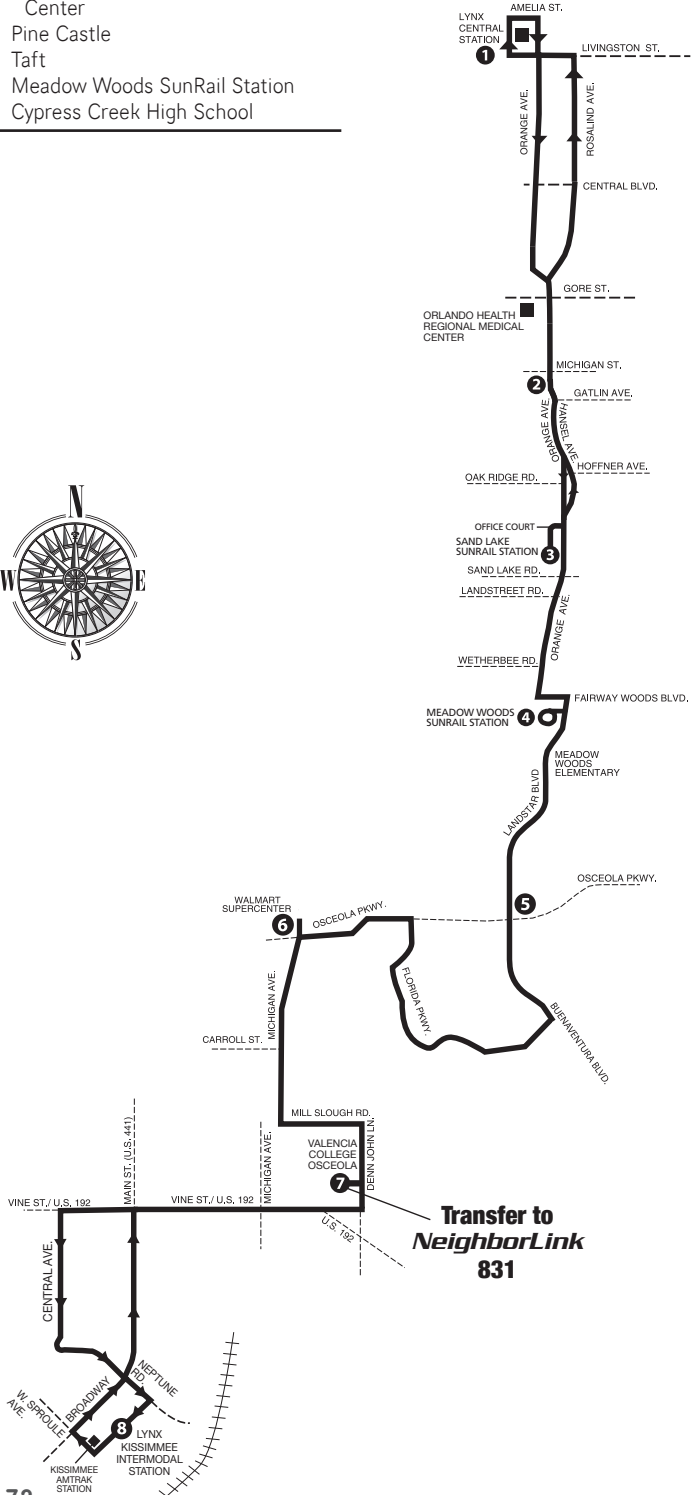 Center
Pine Castle
Taft
Meadow Woods SunRail Station
Cypress Creek High School
AMELIA ST.
LYNX
CENTRAL
STATION
1
LIVINGSTON ST.
ORANGE AVE.
ROSALIND AVE.
CENTRAL BLVD.
GORE ST.
ORLANDO HEALTH
REGIONAL MEDICAL
CENTER
MICHIGAN ST.
2
GATLIN AVE.
ORANGE AVE.
HANSEL AVE.
HOFFNER AVE.
OAK RIDGE RD.
OFFICE COURT
SAND LAKE
SUNRAIL STATION
3
SAND LAKE RD.
LANDSTREET RD.
ORANGE AVE.
WETHERBEE RD.
FAIRWAY WOODS BLVD.
MEADOW WOODS
SUNRAIL STATION
4
MEADOW
WOODS
ELEMENTARY
LANDSTAR BLVD
N
W
E
S
OSCEOLA PKWY.
5
WALMART
SUPERCENTER
6
OSCEOLA PKWY.
FLORIDA PKWY.
BUENAVENTURA BLVD.
MICHIGAN AVE.
CARROLL ST.
MILL SLOUGH RD.
DENN JOHN LN.
VALENCIA
COLLEGE
OSCEOLA
7
MAIN ST. (U.S. 441)
MICHIGAN AVE.
VINE ST./ U.S. 192
VINE ST./ U.S. 192
U.S. 192
Transfer to
NeighborLink
831
CENTRAL AVE.
NEPTUNE
RD.
BROADWAY
W. SPROULE
AVE.
8
LYNX
KISSIMMEE
INTERMODAL
STATION
KISSIMMEE
AMTRAK
STATION